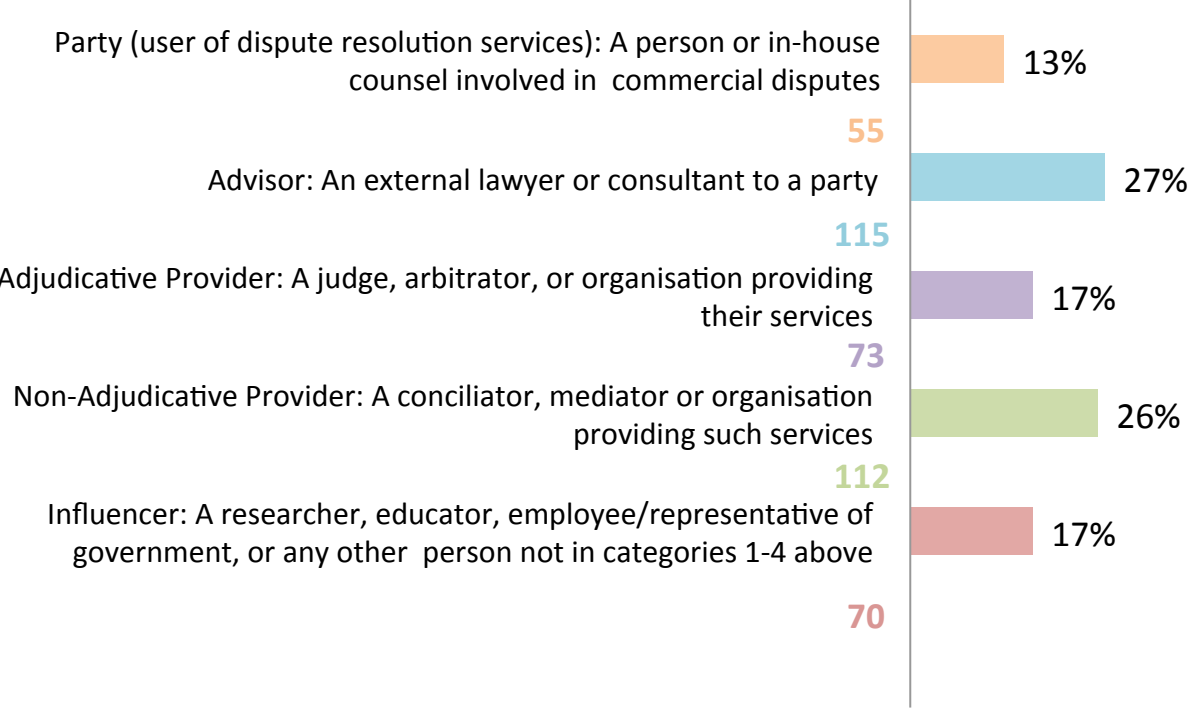 Party (user of dispute resolution services): A person or in-house
counsel involved in commercial disputes
13%
55
Advisor: An external lawyer or consultant to a party
27%
115
Adjudicative Provider: A judge, arbitrator, or organisation providing
their services
17%
73
Non-Adjudicative Provider: A conciliator, mediator or organisation
providing such services
26%
112
Influencer: A researcher, educator, employee/representative of
government, or any other person not in categories 1-4 above
17%
70